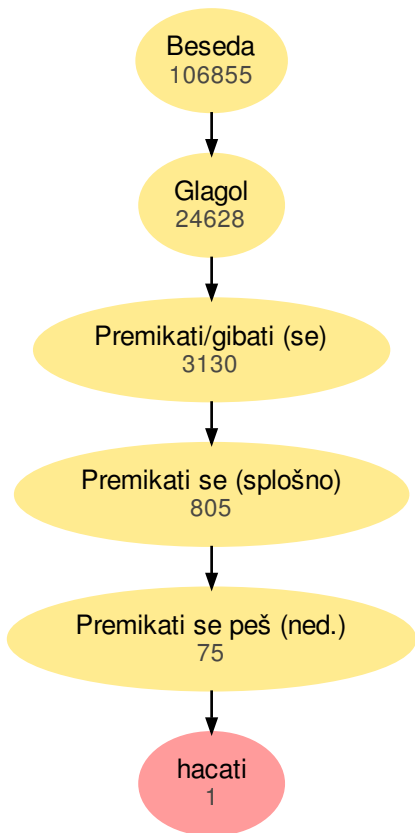 Beseda
106855
Glagol
24628
Premikati/gibati (se)
3130
Premikati se (splošno)
805
Premikati se peš (ned.)
75
hacati
1